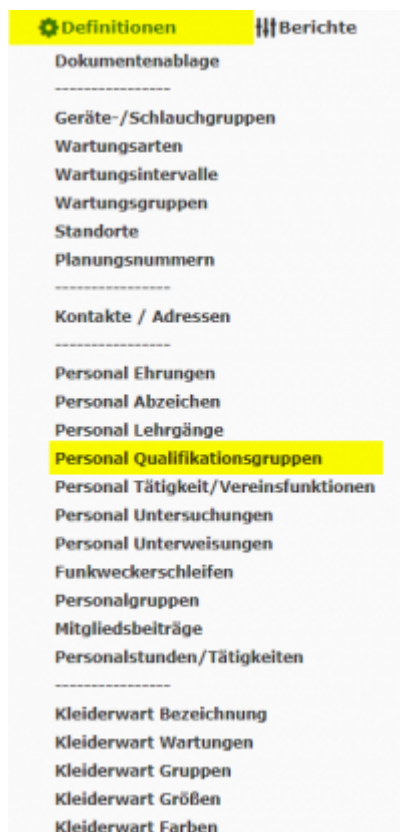 Definitionen Berichte
Dokumentenablage
----------------
Geräte-/Schlauchgruppen
Wartungsarten
Wartungsintervalle
Wartungsgruppen
Standorte
Planungsnummern
----------------
Kontakte / Adressen
----------------
Personal Ehrungen
Personal Abzeichen
Personal Lehrgänge
Personal Qualifikationsgruppen
Personal Tätigkeit/Vereinsfunktionen
Personal Untersuchungen
Personal Unterweisungen
Funkweckerschleifen
Personalgruppen
Mitgliedsbeiträge
Personalstunden/Tätigkeiten
----------------
Kleiderwart Bezeichnung
Kleiderwart Wartungen
Kleiderwart Gruppen
Kleiderwart Größen
Kleiderwart Farben